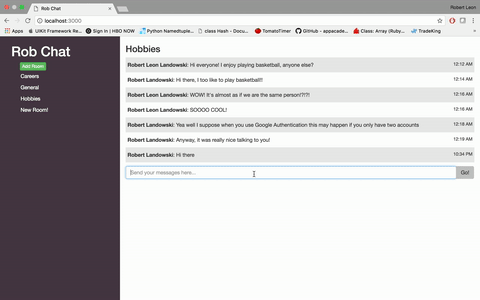 Rob Chat
Robert Leon
localhost:3000
Apps
UIKit Framework Re...
Sign In | HBO NOW
Python Namedtuple...
class Hash - Docum...
TomatoTimer
GitHub - appacade...
Class: Array (Ruby...
TradeKing
Rob Chat
Add Room
Careers
General
Hobbies
New Room!
Hobbies
Robert Leon Landowski: Hi everyone! I enjoy playing basketball, anyone else? 12:12 AM
Robert Landowski: Hi there, I too like to play basketball!! 12:14 AM
Robert Leon Landowski: WOW! It's almost as if we are the same person!?!?! 12:16 AM
Robert Leon Landowski: SOOOO COOL! 12:16 AM
Robert Landowski: Yes well I suppose when you use Google Authentication this may happen if you only have two accounts 12:18 AM
Robert Landowski: Anyway, it was really nice talking to you! 12:19 AM
Robert Landowski: Hi there 10:34 PM
Send your messages here... Go!